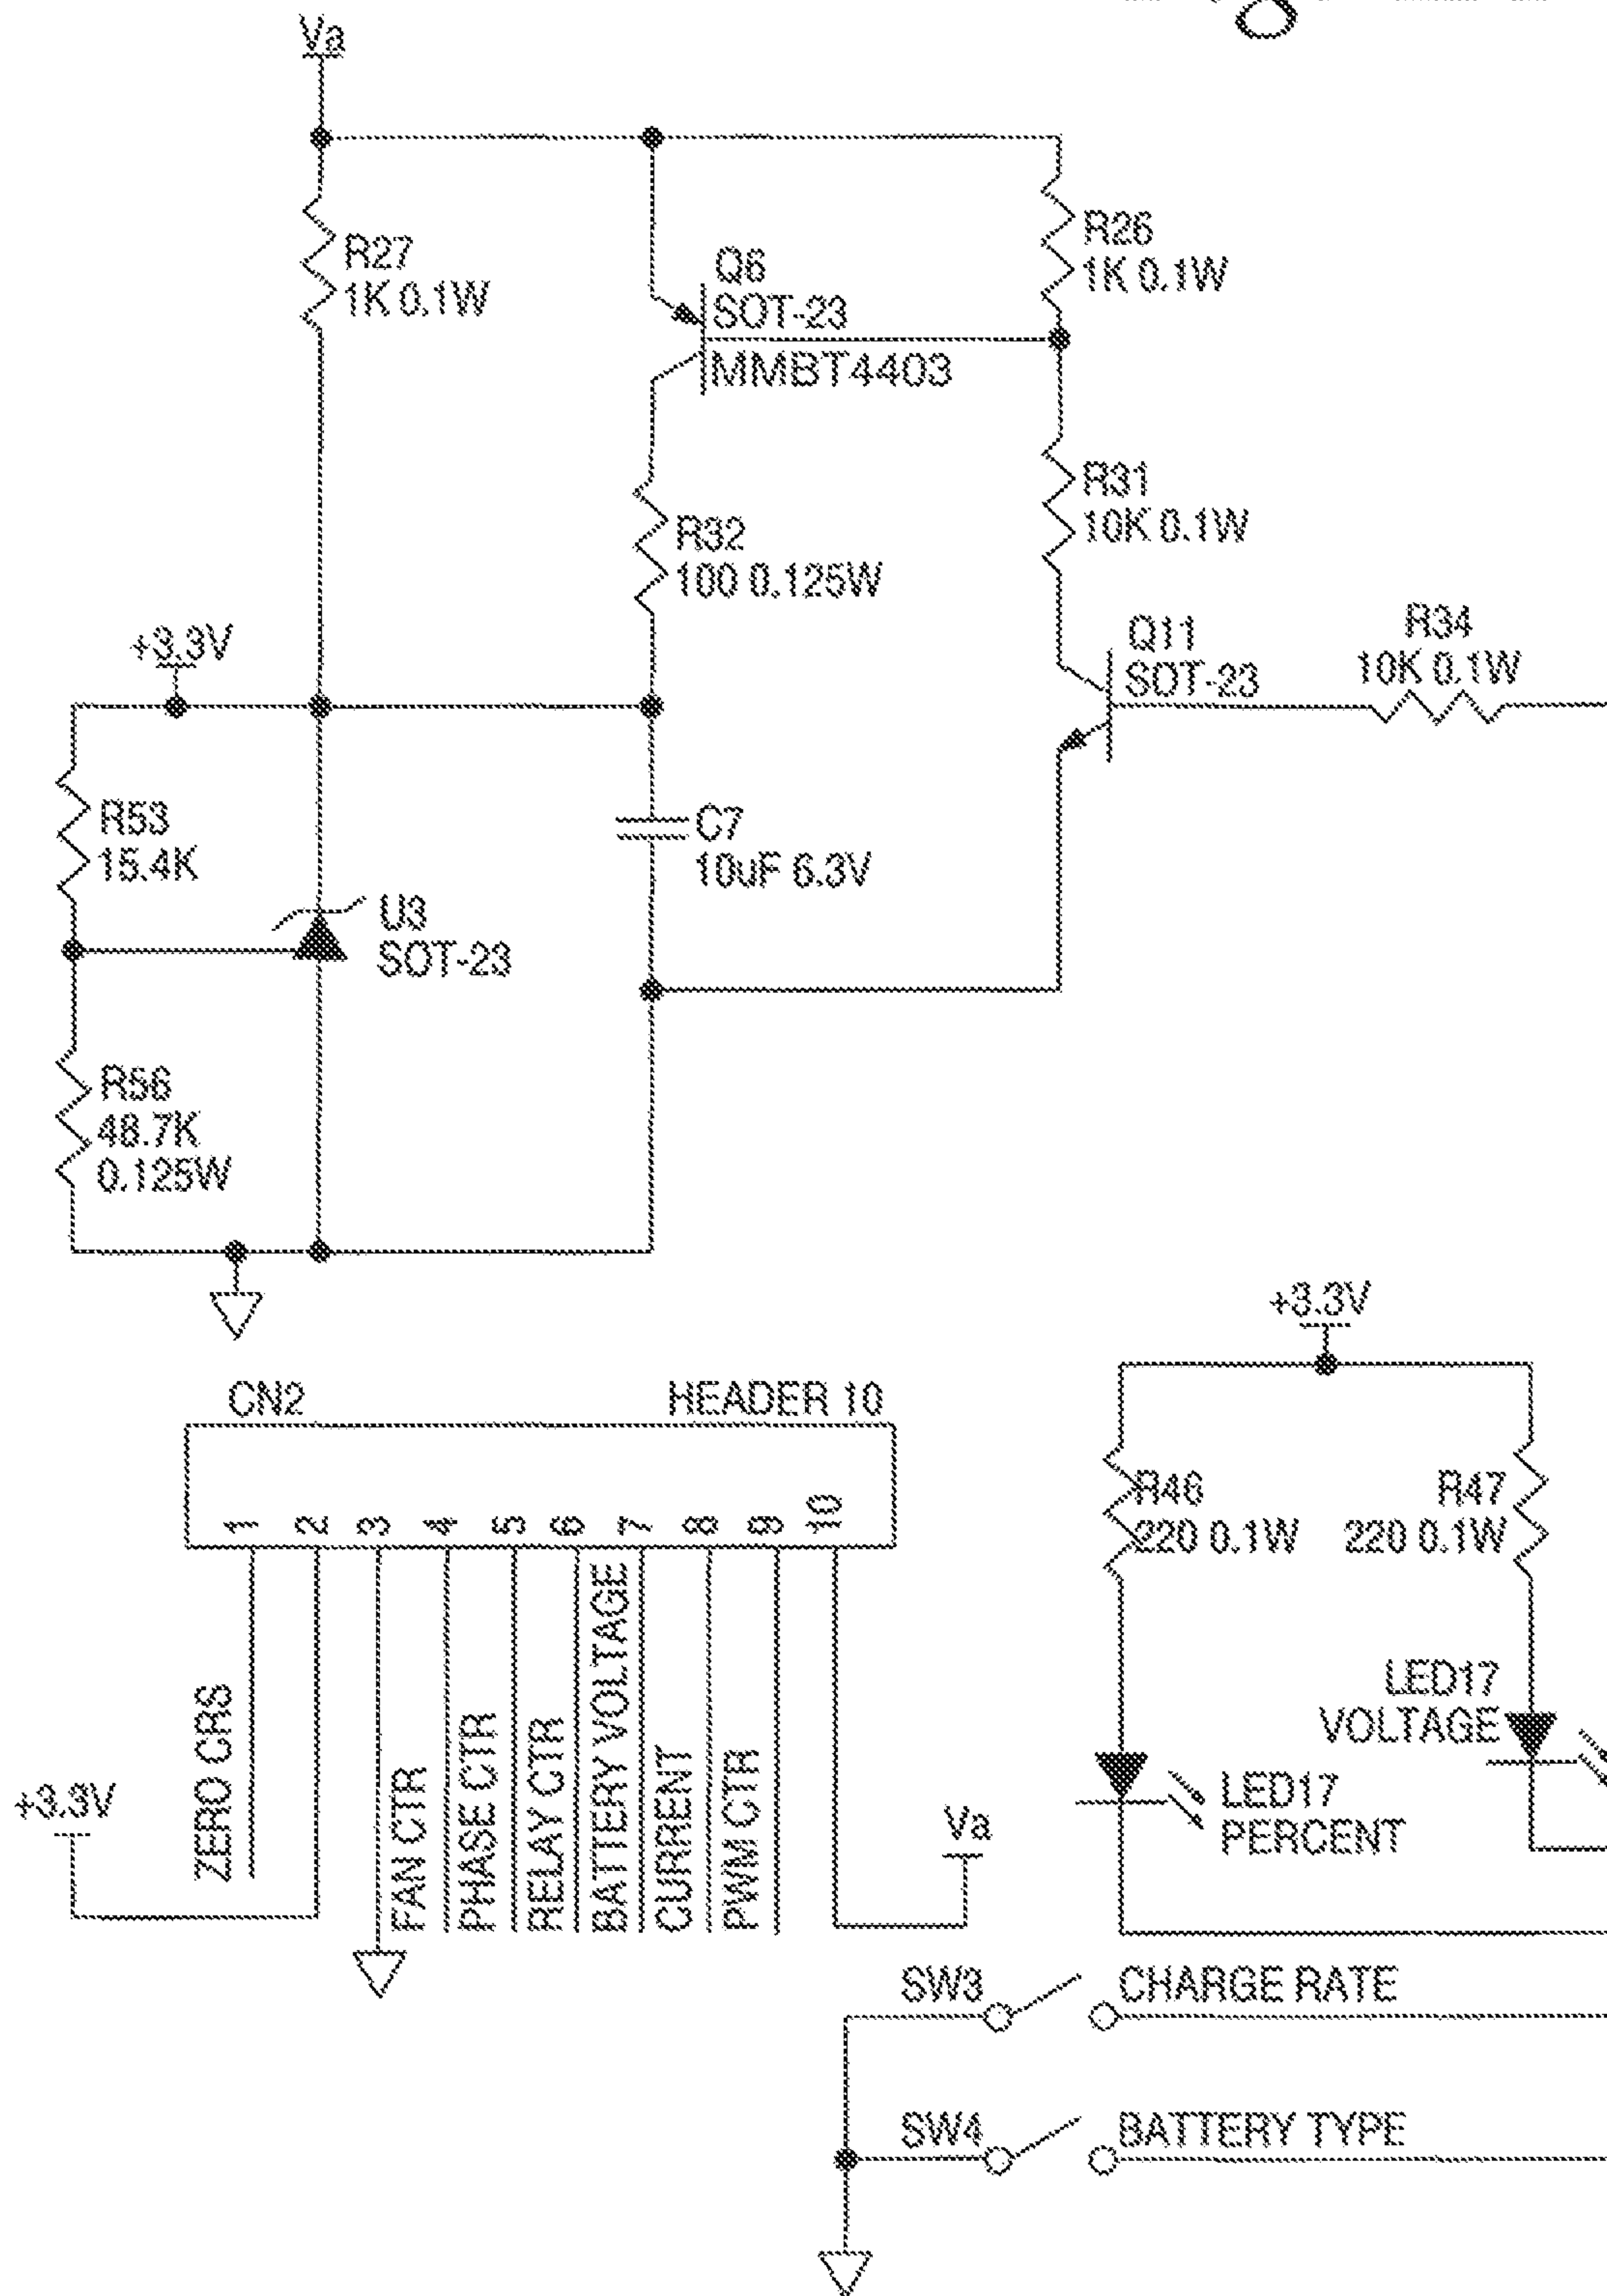 Va
R27
1K 0.1W
Q6
SOT-23
MMBT4403
R26
1K 0.1W
R32
100 0.125W
R31
10K 0.1W
+3.3V
Q11
SOT-23
R34
10K 0.1W
R53
15.4K
C7
10uF 6.3V
U3
SOT-23
R56
48.7K
0.125W
+3.3V
CN2 HEADER 10
1 2 3 4 5 6 7 8 9 10
R46
220 0.1W
R47
220 0.1W
ZERO CRS
FAN CTR
PHASE CTR
RELAY CTR
BATTERY VOLTAGE
CURRENT
PWM CTR
+3.3V
Va
LED17
VOLTAGE
LED17
PERCENT
SW3 CHARGE RATE
SW4 BATTERY TYPE